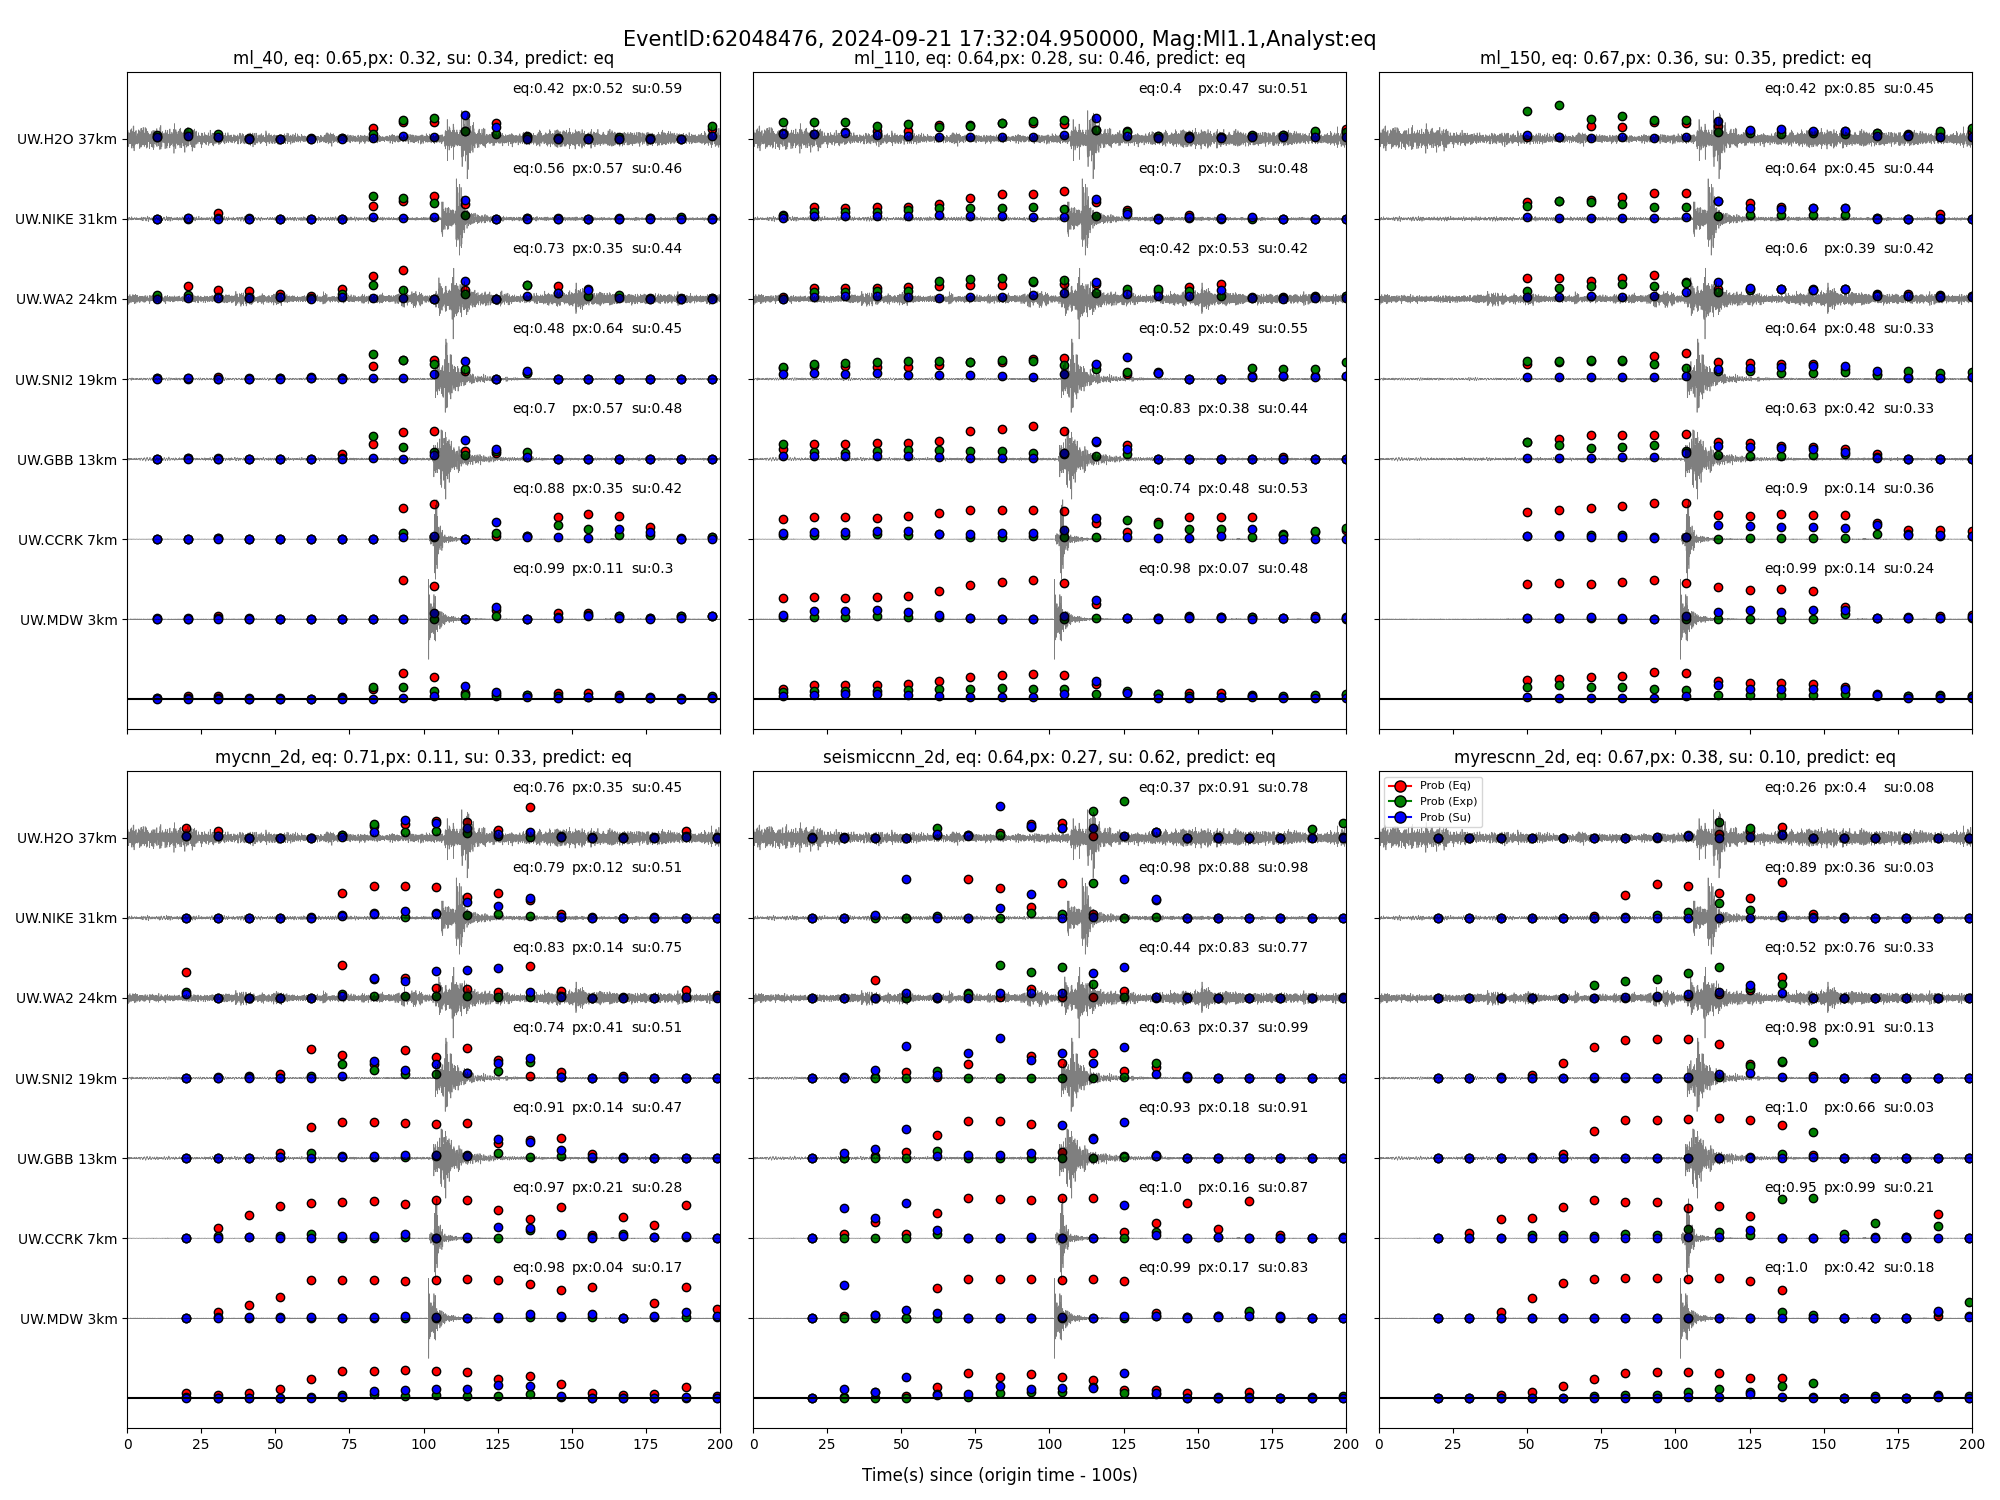 EventID:62048476, 2024-09-21 17:32:04.950000, Mag:Ml1.1,Analyst:eq
ml_40, eq: 0.65,px: 0.32, su: 0.34, predict: eq
UW.H2O 37km
eq:0.42 px:0.52 su:0.59
UW.NIKE 31km
eq:0.56 px:0.57 su:0.46
UW.WA2 24km
eq:0.73 px:0.35 su:0.44
UW.SNI2 19km
eq:0.48 px:0.64 su:0.45
UW.GBB 13km
eq:0.7 px:0.57 su:0.48
UW.CCRK 7km
eq:0.88 px:0.35 su:0.42
UW.MDW 3km
eq:0.99 px:0.11 su:0.3
ml_110, eq: 0.64,px: 0.28, su: 0.46, predict: eq
eq:0.4 px:0.47 su:0.51
eq:0.7 px:0.3 su:0.48
eq:0.42 px:0.53 su:0.42
eq:0.52 px:0.49 su:0.55
eq:0.83 px:0.38 su:0.44
eq:0.74 px:0.48 su:0.53
eq:0.98 px:0.07 su:0.48
ml_150, eq: 0.67,px: 0.36, su: 0.35, predict: eq
eq:0.42 px:0.85 su:0.45
eq:0.64 px:0.45 su:0.44
eq:0.6 px:0.39 su:0.42
eq:0.64 px:0.48 su:0.33
eq:0.63 px:0.42 su:0.33
eq:0.9 px:0.14 su:0.36
eq:0.99 px:0.14 su:0.24
mycnn_2d, eq: 0.71,px: 0.11, su: 0.33, predict: eq
UW.H2O 37km
eq:0.76 px:0.35 su:0.45
UW.NIKE 31km
eq:0.79 px:0.12 su:0.51
UW.WA2 24km
eq:0.83 px:0.14 su:0.75
UW.SNI2 19km
eq:0.74 px:0.41 su:0.51
UW.GBB 13km
eq:0.91 px:0.14 su:0.47
UW.CCRK 7km
eq:0.97 px:0.21 su:0.28
UW.MDW 3km
eq:0.98 px:0.04 su:0.17
0 25 50 75 100 125 150 175 200
seismiccnn_2d, eq: 0.64,px: 0.27, su: 0.62, predict: eq
eq:0.37 px:0.91 su:0.78
eq:0.98 px:0.88 su:0.98
eq:0.44 px:0.83 su:0.77
eq:0.63 px:0.37 su:0.99
eq:0.93 px:0.18 su:0.91
eq:1.0 px:0.16 su:0.87
eq:0.99 px:0.17 su:0.83
0 25 50 75 100 125 150 175 200
myrescnn_2d, eq: 0.67,px: 0.38, su: 0.10, predict: eq
Prob (Eq)
Prob (Exp)
Prob (Su)
eq:0.26 px:0.4 su:0.08
eq:0.89 px:0.36 su:0.03
eq:0.52 px:0.76 su:0.33
eq:0.98 px:0.91 su:0.13
eq:1.0 px:0.66 su:0.03
eq:0.95 px:0.99 su:0.21
eq:1.0 px:0.42 su:0.18
0 25 50 75 100 125 150 175 200
Time(s) since (origin time - 100s)